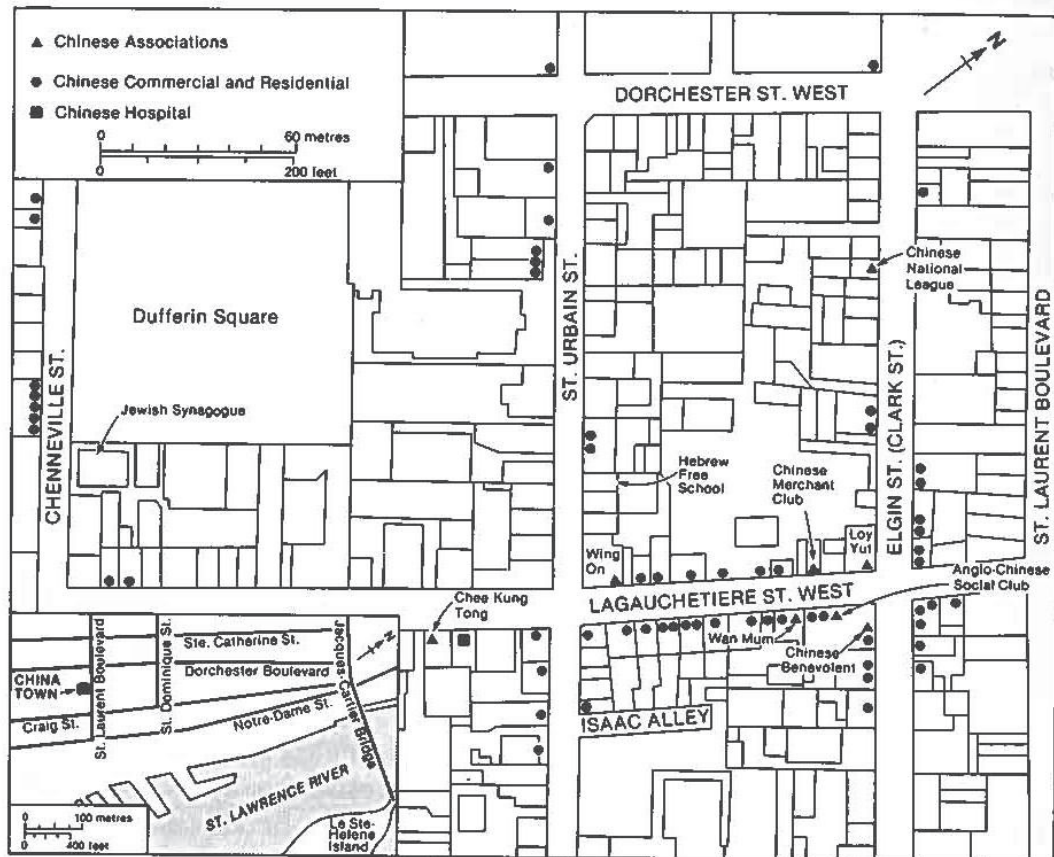 Chinese Associations
Chinese Commercial and Residential
Chinese Hospital
0 60 metres
0 200 feet
N
DORCHESTER ST. WEST
Chinese
National
League
Dufferin Square
ST. URBAIN ST.
ELGIN ST. (CLARK ST.)
ST. LAURENT BOULEVARD
CHENNEVILLE ST.
Jewish Synagogue
Hebrew
Free
School
Chinese
Merchant
Club
Wing
On
Loy
Yut
Anglo-Chinese
Social Club
LAGAUCHETIERE ST. WEST
Chee Kung
Tong
Wan Mum
Chinese
Benevolent
ISAAC ALLEY
Ste. Catherine St.
Dorchester Boulevard
CHINA
TOWN
Craig St.
Notre-Dame St.
St. Laurent Boulevard
St. Dominique St.
Jacques-Cartier Bridge
N
ST. LAWRENCE RIVER
Le Ste-
Helene
Island
0 100 metres
0 400 feet